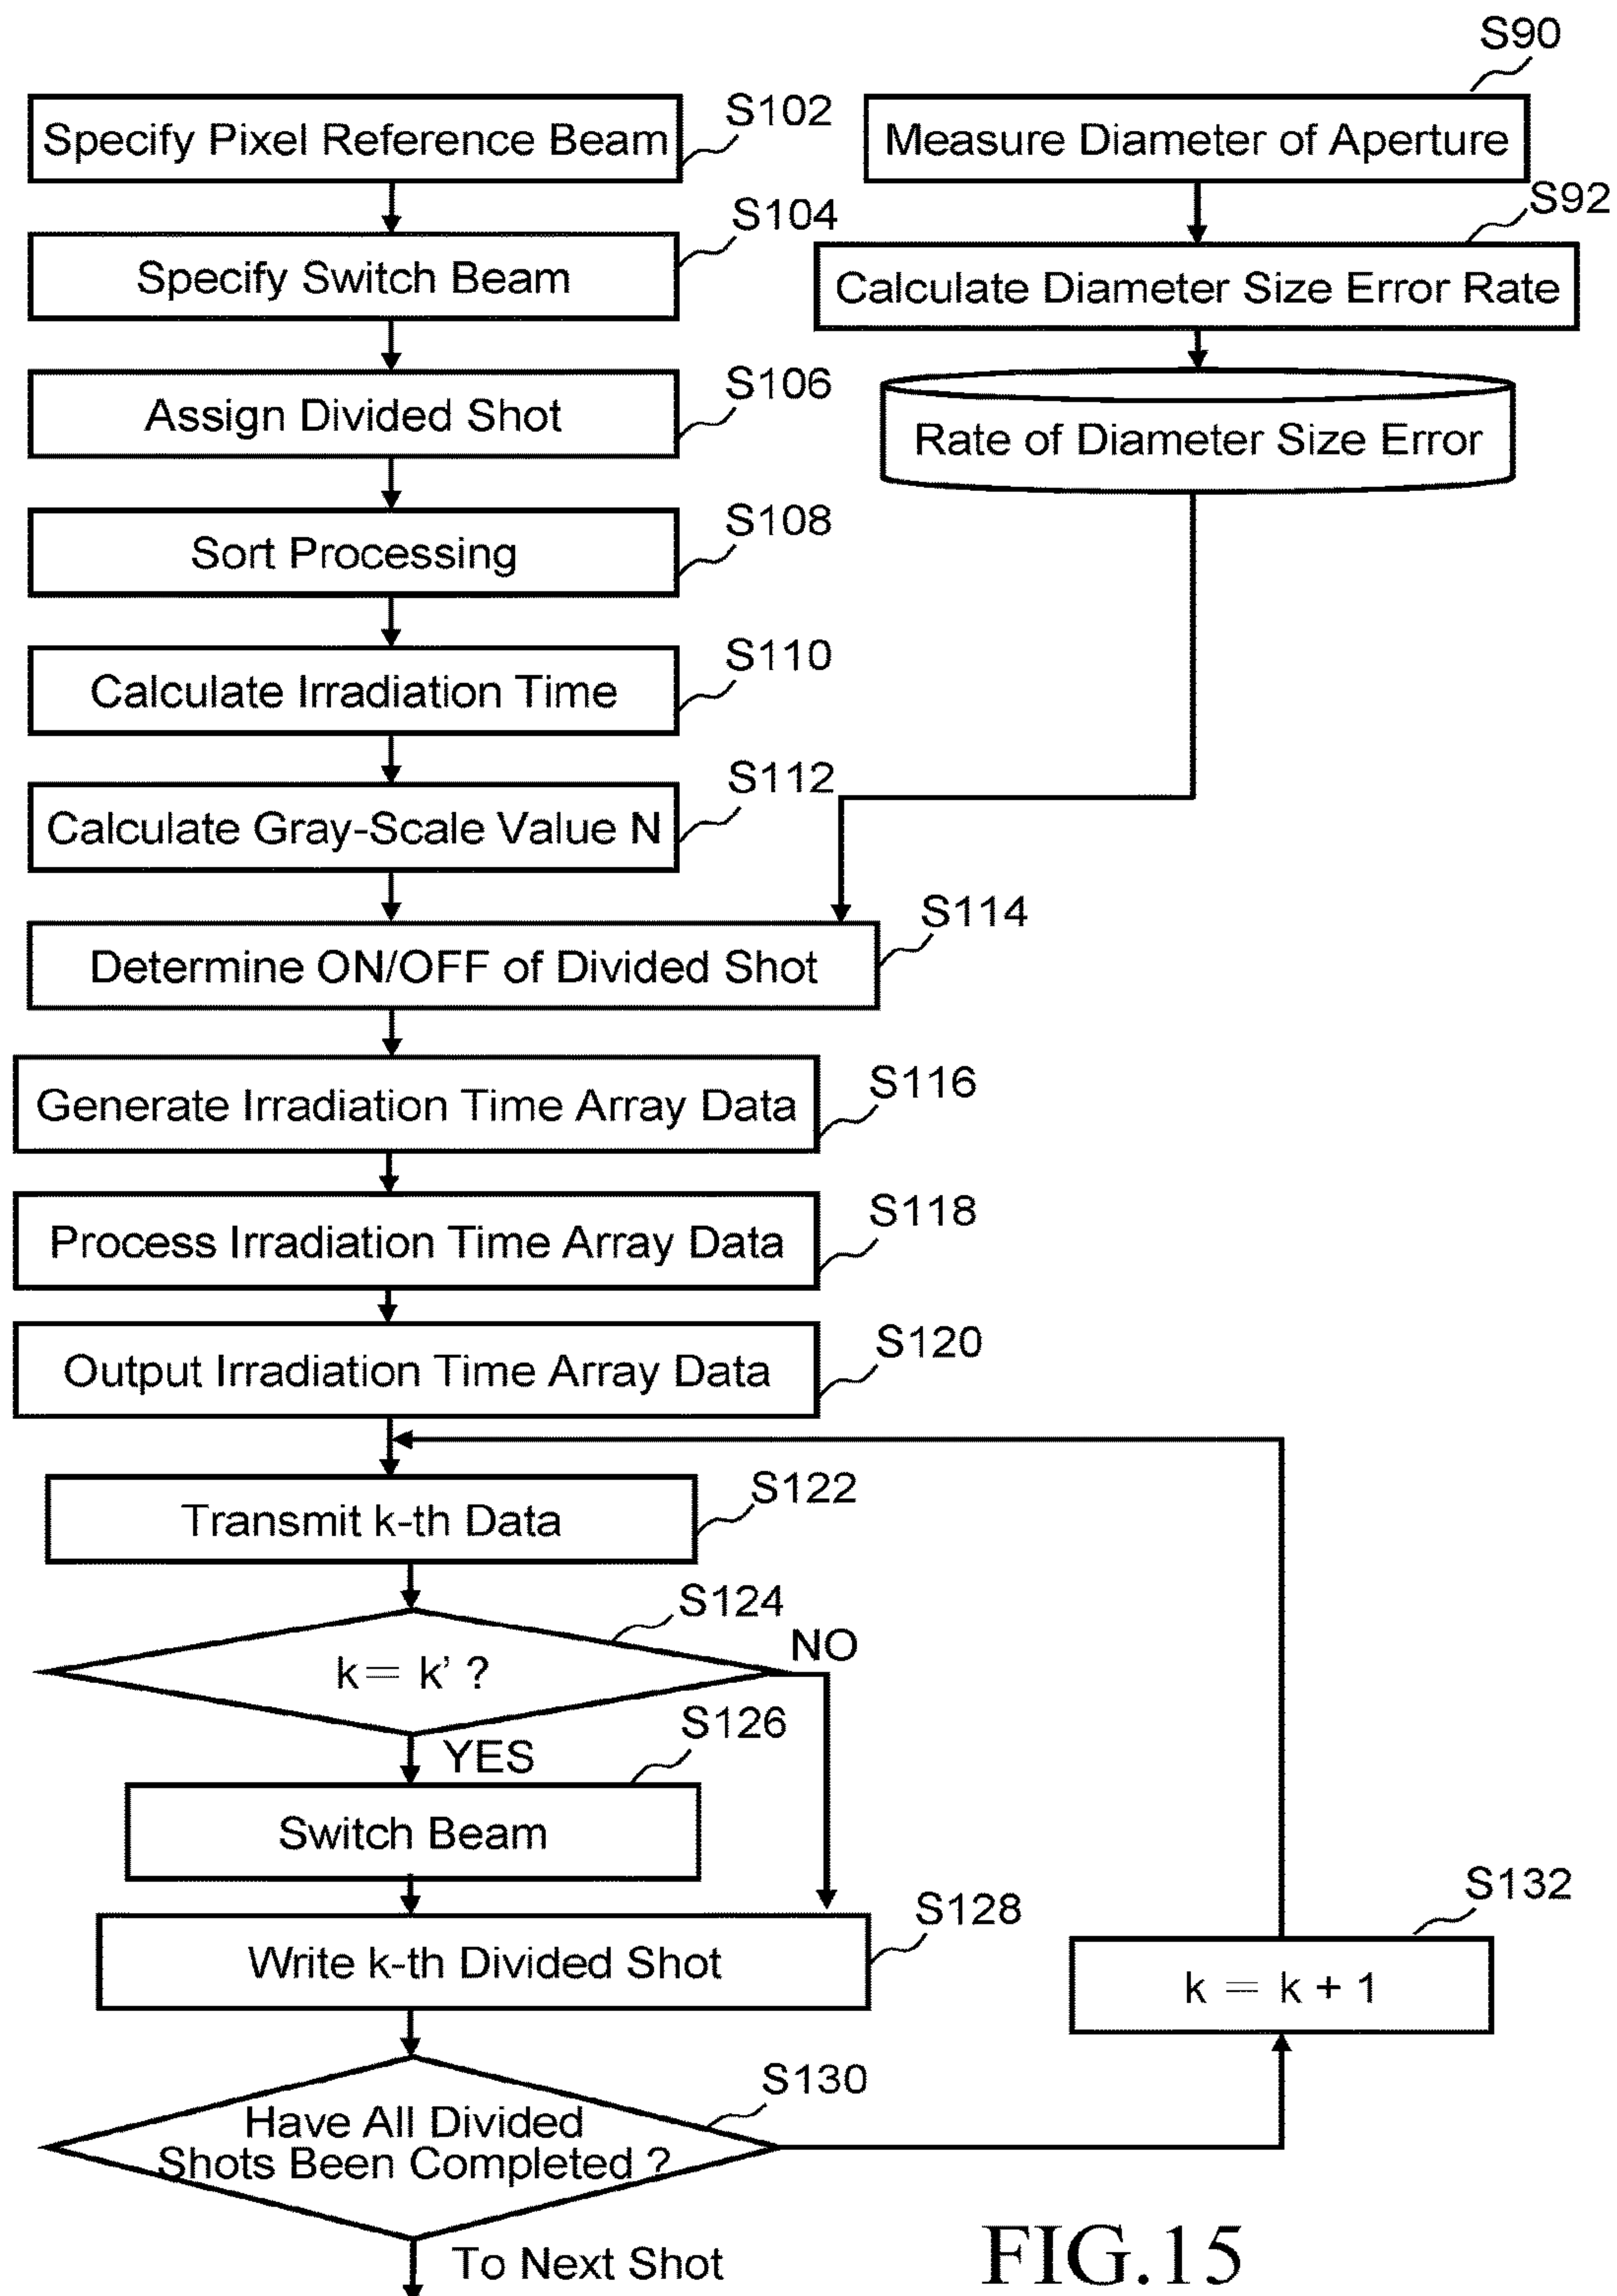 S90
S102
Specify Pixel Reference Beam
Measure Diameter of Aperture
S104
S92
Specify Switch Beam
Calculate Diameter Size Error Rate
S106
Assign Divided Shot
Rate of Diameter Size Error
S108
Sort Processing
S110
Calculate Irradiation Time
S112
Calculate Gray-Scale Value N
S114
Determine ON/OFF of Divided Shot
S116
Generate Irradiation Time Array Data
S118
Process Irradiation Time Array Data
S120
Output Irradiation Time Array Data
S122
Transmit k-th Data
S124
NO
k = k' ?
S126
YES
Switch Beam
S128
Write k-th Divided Shot
S132
k = k + 1
S130
Have All Divided
Shots Been Completed ?
To Next Shot
FIG.15